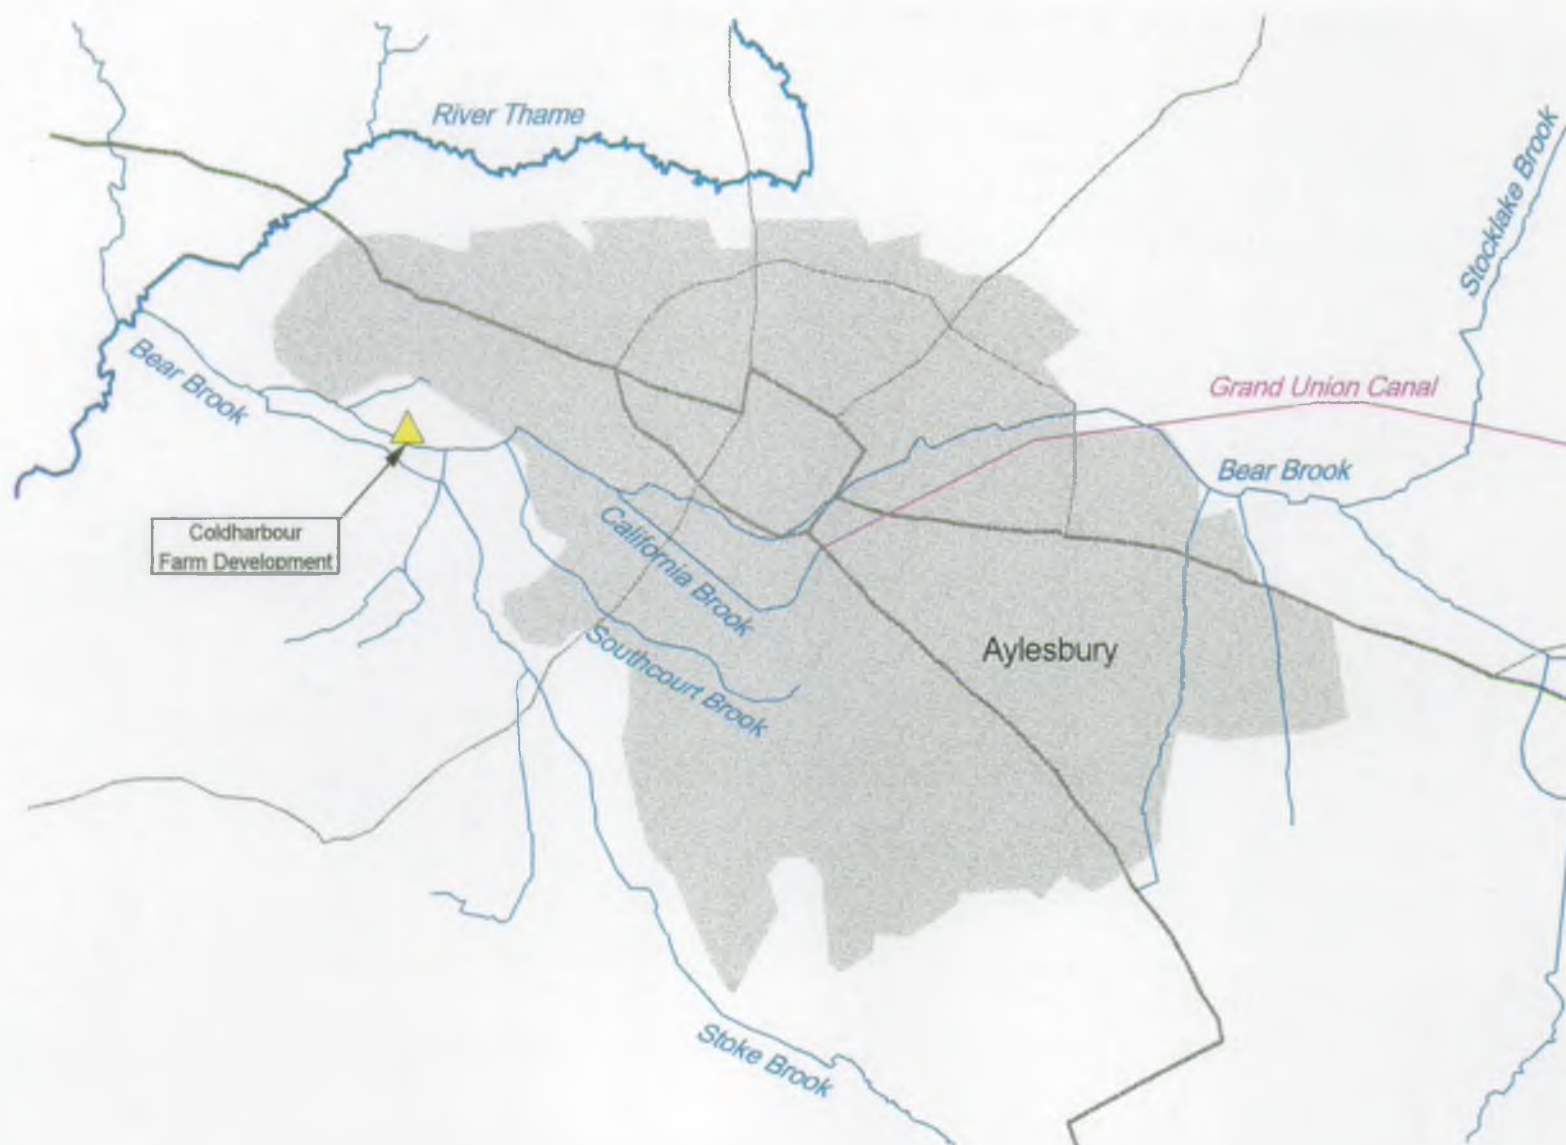 River Thame
Stocklake Brook
Bear Brook
Grand Union Canal
Bear Brook
Coldharbour
Farm Development
California Brook
Southcourt Brook
Aylesbury
Stoke Brook